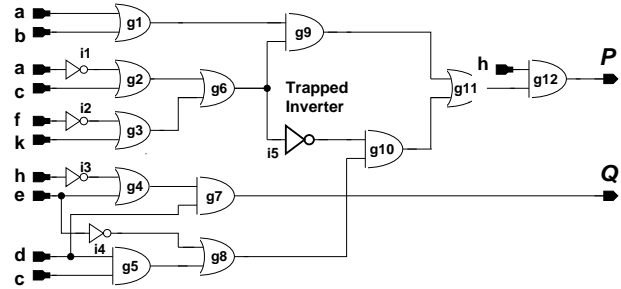 a
g1
b
g9
P
i1
a
h
g12
g2
g11
c
g6
Trapped
Inverter
i2
f
g3
k
i5
g10
h
i3
Q
g4
e
g7
i4
d
g8
g5
c